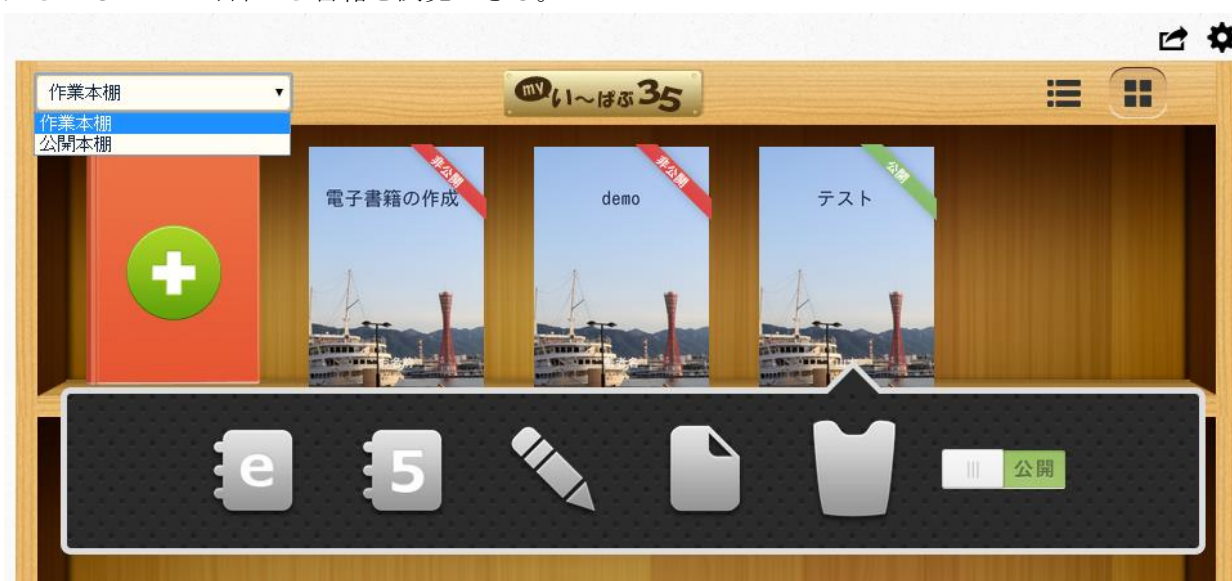 作業本棚
作業本棚
公開本棚
my い〜ぱぶ35
非公開
非公開
公開
電子書籍の作成
demo
テスト
e
5
公開